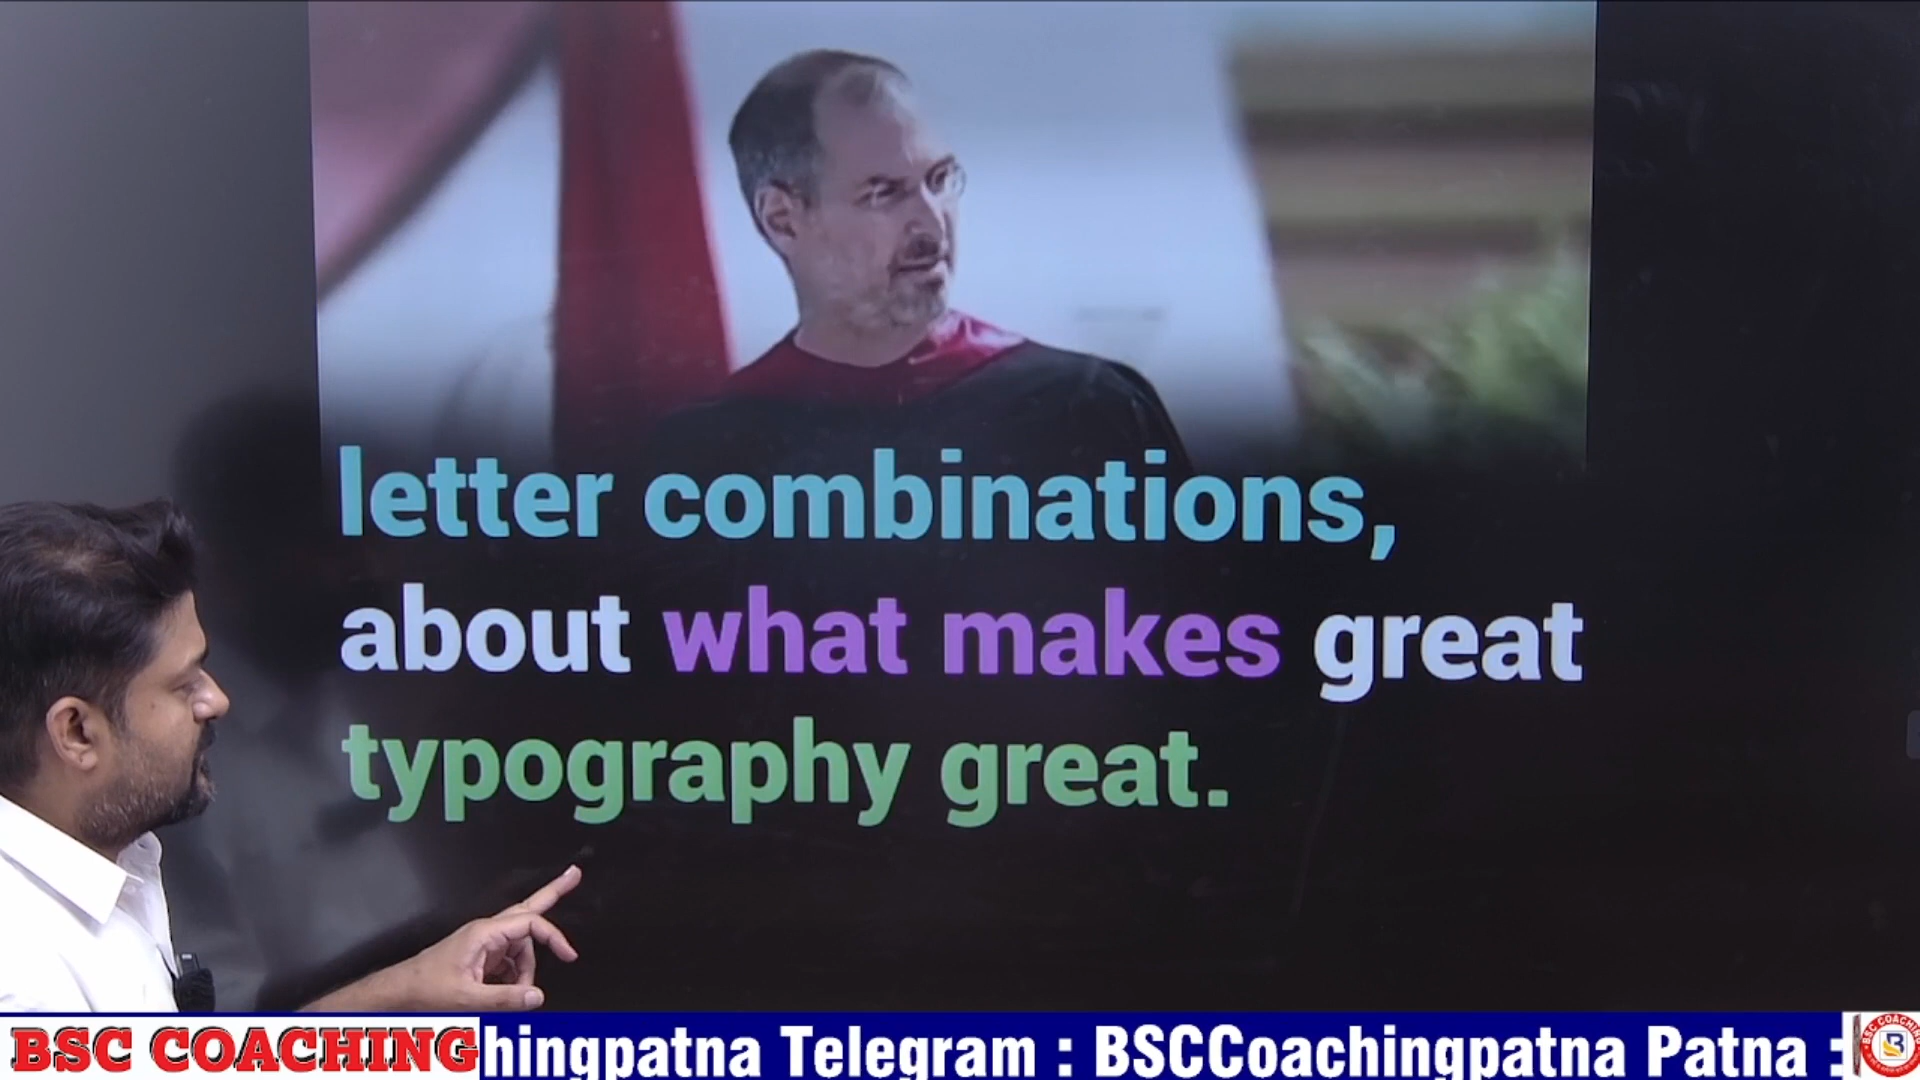 letter combinations,
about what makes great
typography great.
BSC COACHING
hingpatna Telegram : BSCCoachingpatna Patna :